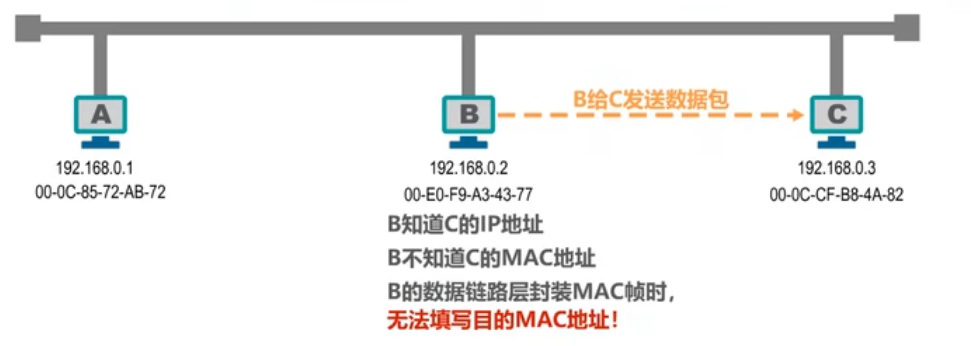 A
B
B给C发送数据包
C
192.168.0.1
00-0C-85-72-AB-72
192.168.0.2
00-E0-F9-A3-43-77
192.168.0.3
00-0C-CF-B8-4A-82
B知道C的IP地址
B不知道C的MAC地址
B的数据链路层封装MAC帧时，
无法填写目的MAC地址！